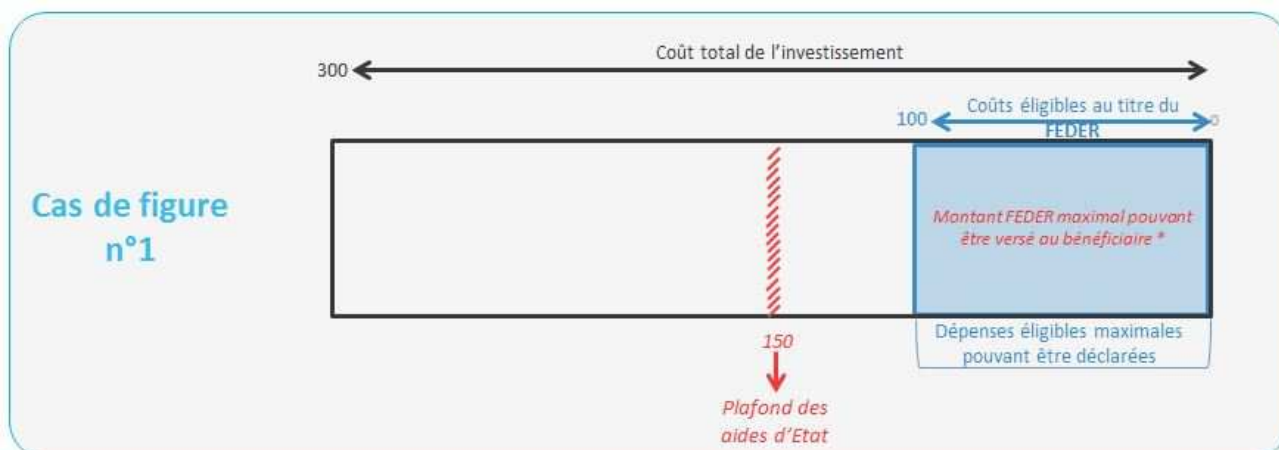 Coût total de l'investissement
300
Coûts éligibles au titre du
100
FEDER
0
Cas de figure
n°1
Montant FEDER maximal pouvant
être versé au bénéficiaire *
150
Dépenses éligibles maximales
pouvant être déclarées
Plafond des
aides d'Etat